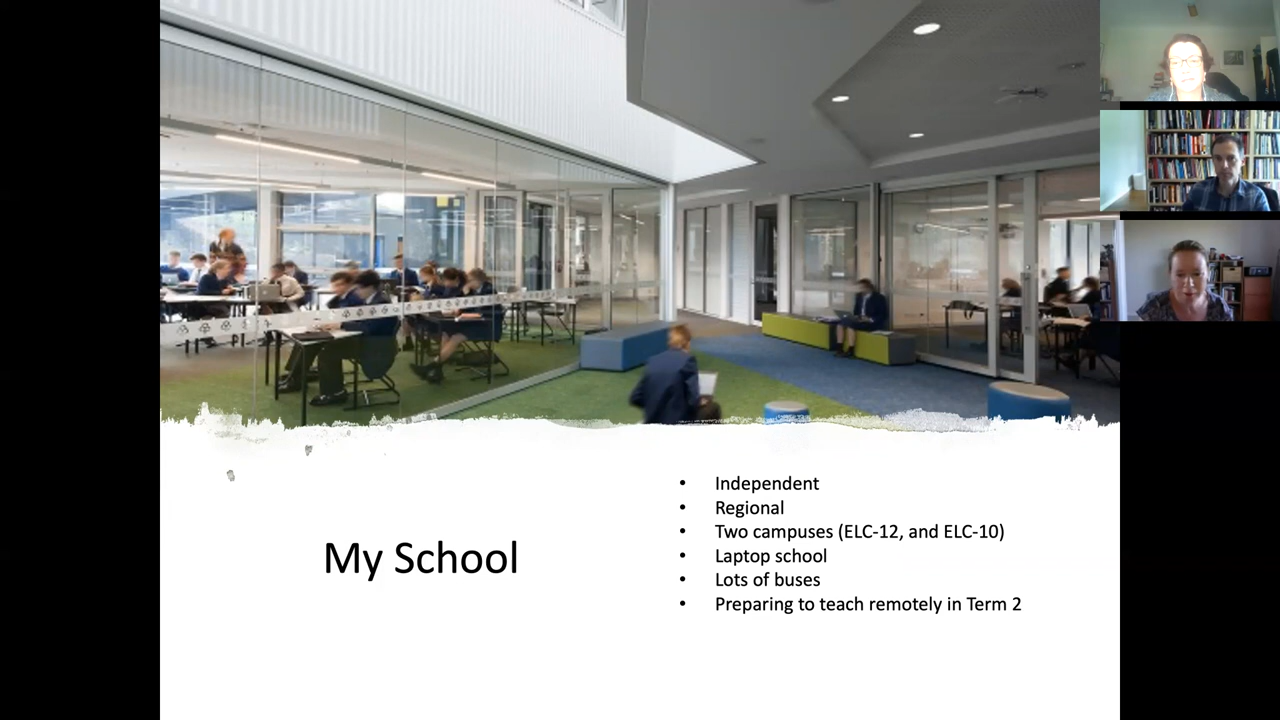 My School
• Independent
• Regional
• Two campuses (ELC-12, and ELC-10)
• Laptop school
• Lots of buses
• Preparing to teach remotely in Term 2